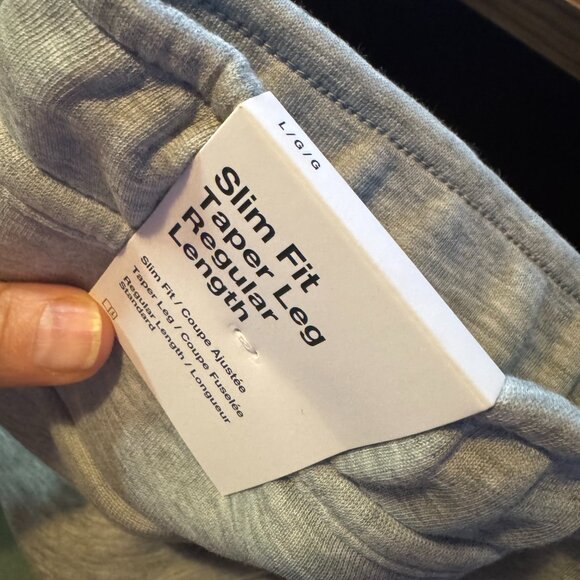 L/G/G
Slim Fit
Taper Leg
Regular
Length
Slim Fit / Coupe Ajustée
Taper Leg / Coupe Fuselée
Regular Length / Longueur
Standard